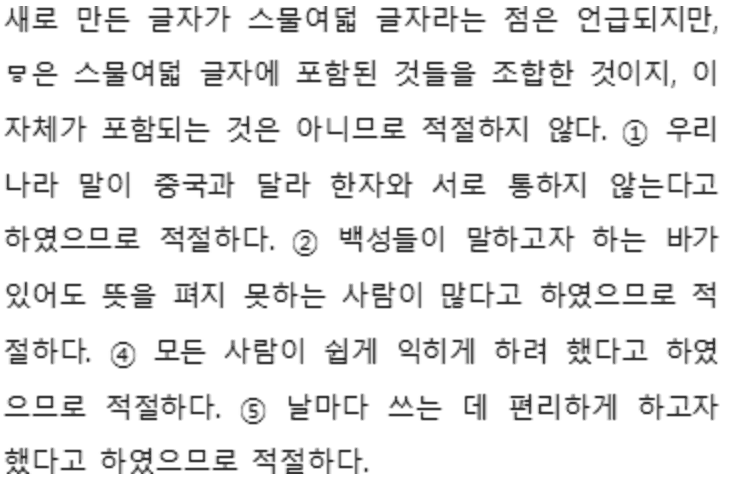 새로 만든 글자가 스물여덟 글자라는 점은 언급되지만,
ㅱ은 스물여덟 글자에 포함된 것들을 조합한 것이지, 이
자체가 포함되는 것은 아니므로 적절하지 않다. ① 우리
나라 말이 중국과 달라 한자와 서로 통하지 않는다고
하였으므로 적절하다. ② 백성들이 말하고자 하는 바가
있어도 뜻을 펴지 못하는 사람이 많다고 하였으므로 적
절하다. ④ 모든 사람이 쉽게 익히게 하려 했다고 하였
으므로 적절하다. ⑤ 날마다 쓰는 데 편리하게 하고자
했다고 하였으므로 적절하다.